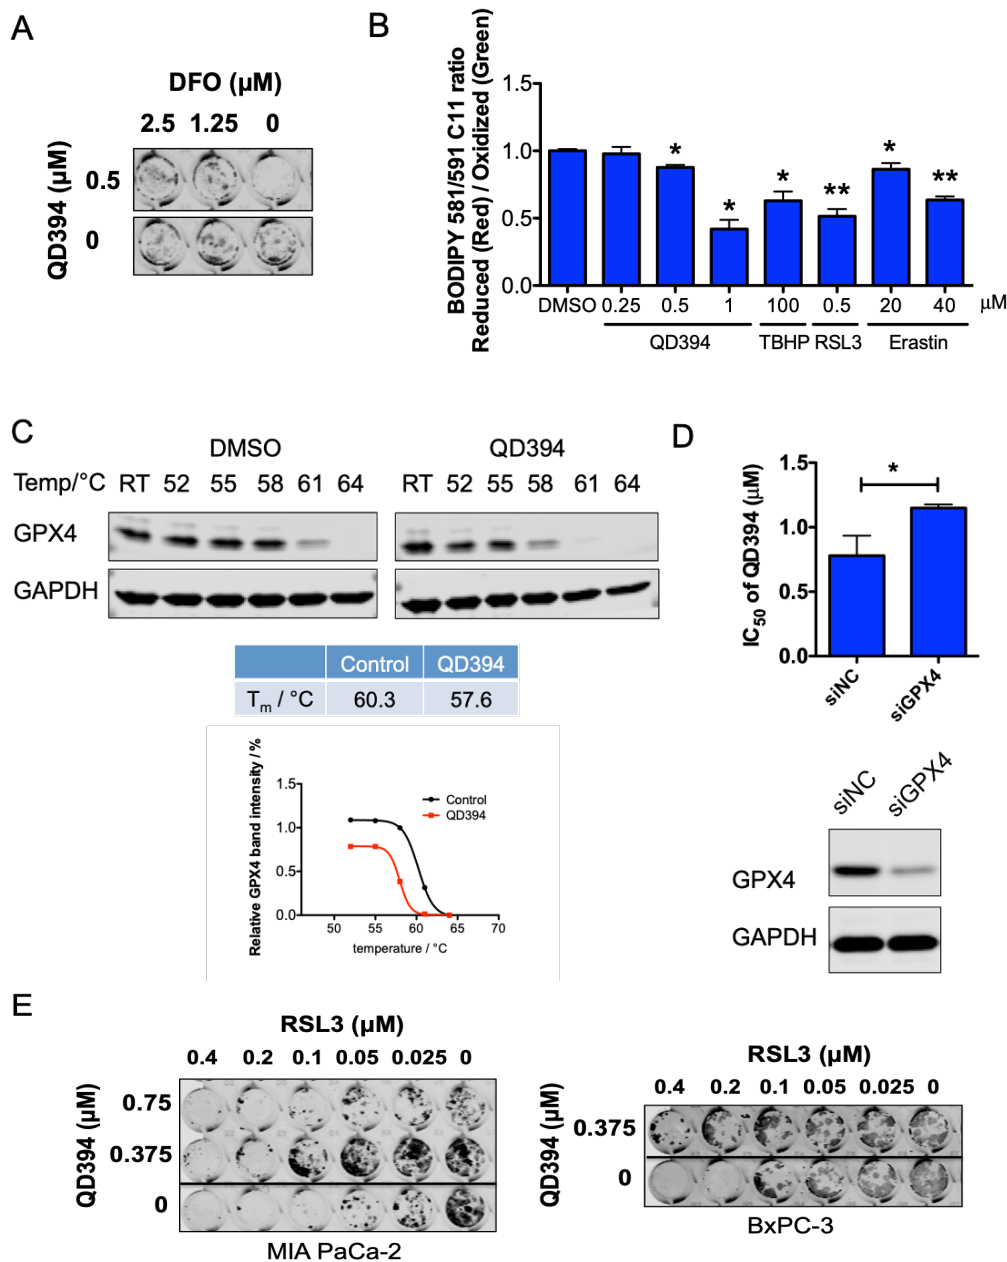 A
DFO (µM)
2.5 1.25 0
QD394 (µM)
0.5
0
B
BODIPY 581/591 C11 ratio
Reduced (Red) / Oxidized (Green)
1.5
1.0
0.5
0.0
* * * ** * **
DMSO 0.25 0.5 1 100 0.5 20 40 µM
QD394 TBHP RSL3 Erastin
C
DMSO QD394
Temp/°C RT 52 55 58 61 64 RT 52 55 58 61 64
GPX4
GAPDH
Control QD394
Tm / °C 60.3 57.6
Relative GPX4 band intensity / %
1.5
1.0
0.5
0.0
Control
QD394
50 55 60 65 70
temperature / °C
D
IC50 of QD394 (µM)
1.5
1.0
0.5
0.0
*
siNC siGPX4
siNC siGPX4
GPX4
GAPDH
E
RSL3 (µM)
0.4 0.2 0.1 0.05 0.025 0
QD394 (µM)
0.75
0.375
0
MIA PaCa-2
RSL3 (µM)
0.4 0.2 0.1 0.05 0.025 0
QD394 (µM)
0.375
0
BxPC-3